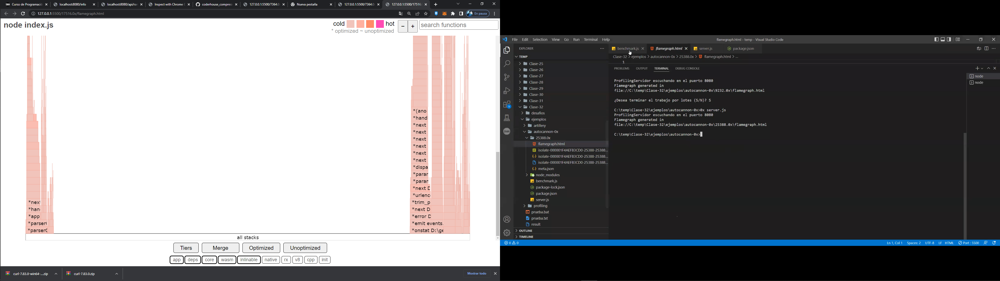 Curso de Programació
localhost:8080/info
localhost:8080/api/ran
Inspect with Chrome D
coderhouse_compresi
127.0.0.1:5500/7364.0
Nueva pestaña
127.0.0.1:5500/7364.0
127.0.0.1:5500/17516.
127.0.0.1:5500/17516.0x/flamegraph.html
En pausa
node index.js
cold
hot
* optimized ~ unoptimized
−
+
search functions
*next
*han
*app
*parser
*parserO
*(ano
*hand
*next
*next
*next
*next
*next
*next
*dispa
*parar
*parar
*next D
*urlenc
*trim_p
*next D
*error D
*emit events.
*onstat D:\ge
all stacks
Tiers
Merge
Optimized
Unoptimized
app
deps
core
wasm
inlinable
native
rx
v8
cpp
init
curl-7.83.0-win64-....zip
curl-7.83.0.zip
Mostrar todo
File Edit Selection View Go Run Terminal Help
flamegraph.html - temp - Visual Studio Code
EXPLORER
TEMP
Clase-25
Clase-26
Clase-27
Clase-28
Clase-29
Clase-30
Clase-31
Clase-32
desafios
ejemplos
artillery
autocannon-0x
25388.0x
flamegraph.html
isolate-000001F4AEFB3CD0-25388-25388...
isolate-000001F4AEFB3CD0-25388-25388...
isolate-000001F4AEFB3CD0-25388-25388...
meta.json
node_modules
benchmark.js
package-lock.json
package.json
server.js
profiling
prueba.bat
prueba.txt
result
OUTLINE
TIMELINE
1
Json
benchmark.js
flamegraph.html
server.js
package.json
Clase-32 > ejemplos > autocannon-0x > 25388.0x > flamegraph.html > ...
1
PROBLEMS OUTPUT TERMINAL DEBUG CONSOLE
node
node
ProfilingServidor escuchando en el puerto 8080
Flamegraph generated in
file://C:\temp\Clase-32\ejemplos\autocannon-0x\9232.0x\flamegraph.html
¿Desea terminar el trabajo por lotes (S/N)? S
C:\temp\Clase-32\ejemplos\autocannon-0x>0x server.js
ProfilingServidor escuchando en el puerto 8080
Flamegraph generated in
file://C:\temp\Clase-32\ejemplos\autocannon-0x\25388.0x\flamegraph.html
C:\temp\Clase-32\ejemplos\autocannon-0x>
0 0
Ln 1, Col 1 Spaces: 2 UTF-8 LF HTML Port : 5500